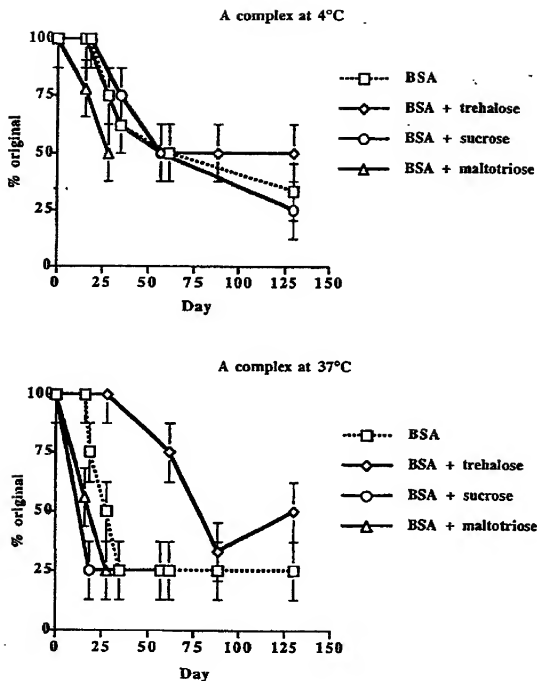 A complex at 4°C
100
75
50
25
0
% original
0 25 50 75 100 125 150
Day
BSA
BSA + trehalose
BSA + sucrose
BSA + maltotriose
A complex at 37°C
100
75
50
25
0
% original
0 25 50 75 100 125 150
Day
BSA
BSA + trehalose
BSA + sucrose
BSA + maltotriose